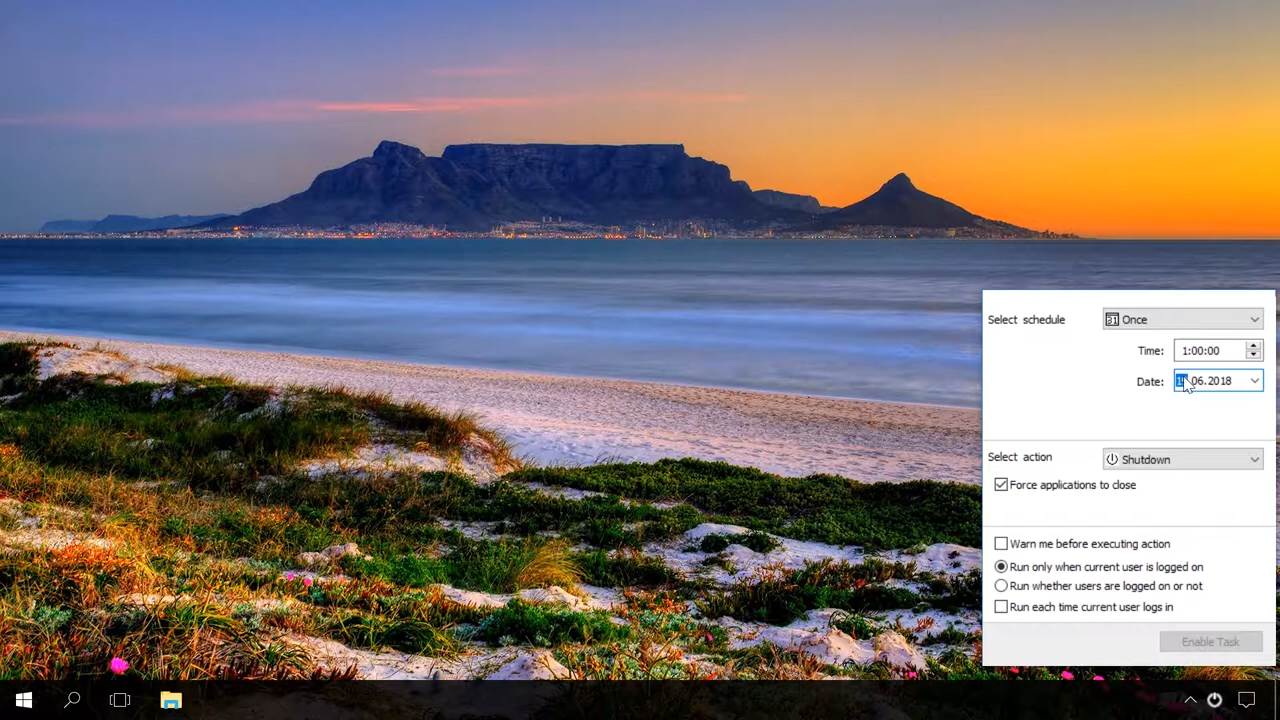 Select schedule
31 Once
Time: 1:00:00
Date: .06.2018
Select action
Shutdown
Force applications to close
Warn me before executing action
Run only when current user is logged on
Run whether users are logged on or not
Run each time current user logs in
Enable Task